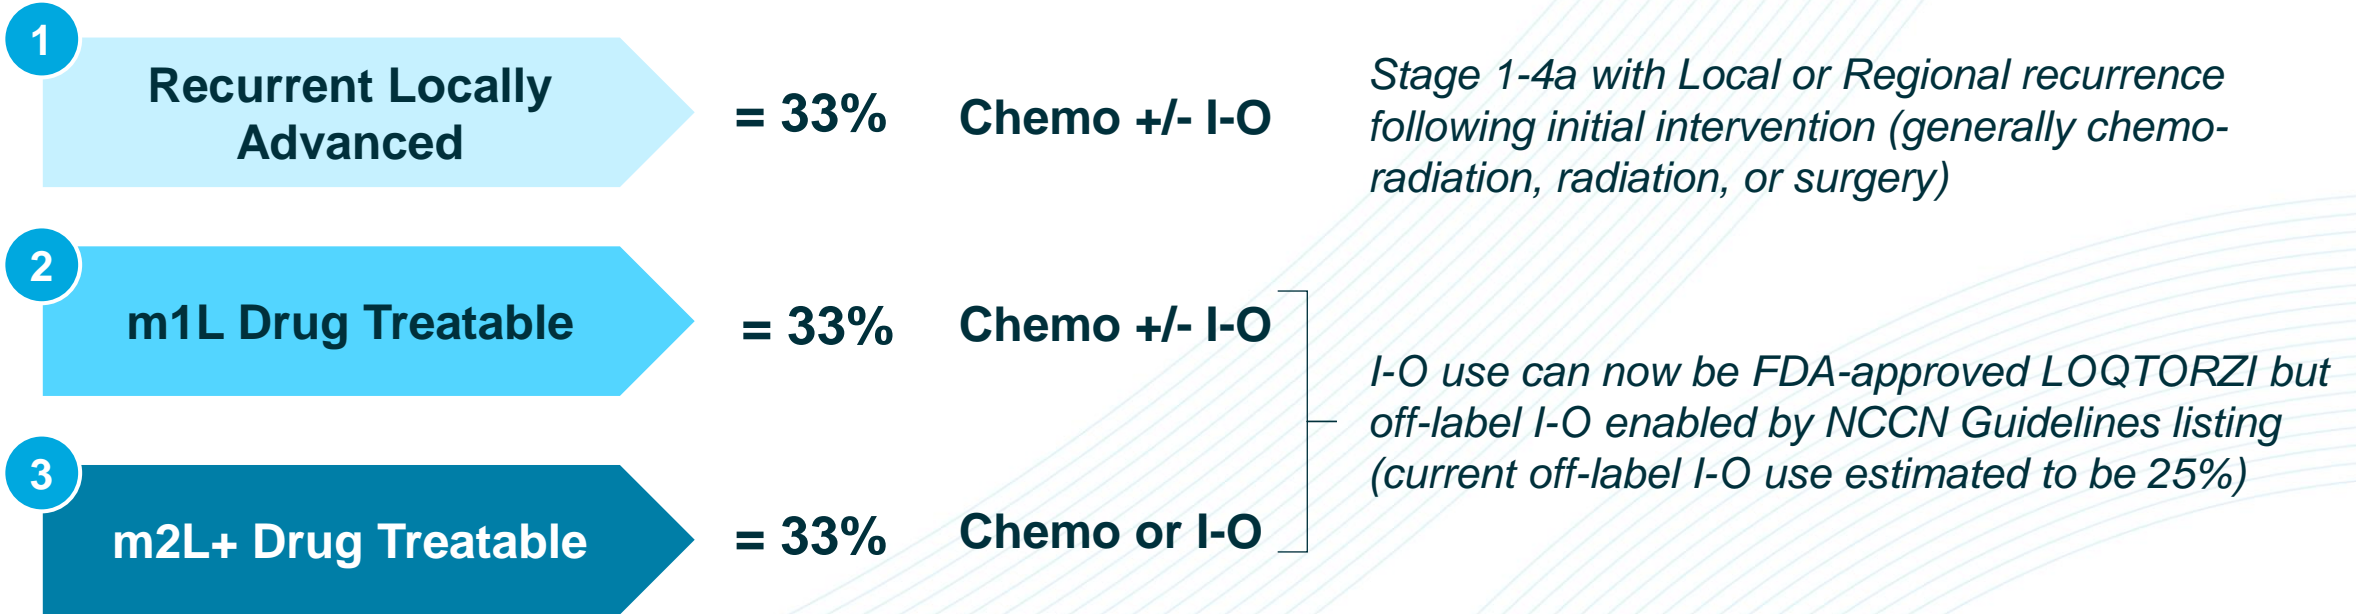 1
Recurrent Locally
Advanced
= 33%
Chemo +/- I-O
Stage 1-4a with Local or Regional recurrence
following initial intervention (generally chemo-
radiation, radiation, or surgery)
2
m1L Drug Treatable
= 33%
Chemo +/- I-O
I-O use can now be FDA-approved LOQTORZI but
off-label I-O enabled by NCCN Guidelines listing
(current off-label I-O use estimated to be 25%)
3
m2L+ Drug Treatable
= 33%
Chemo or I-O